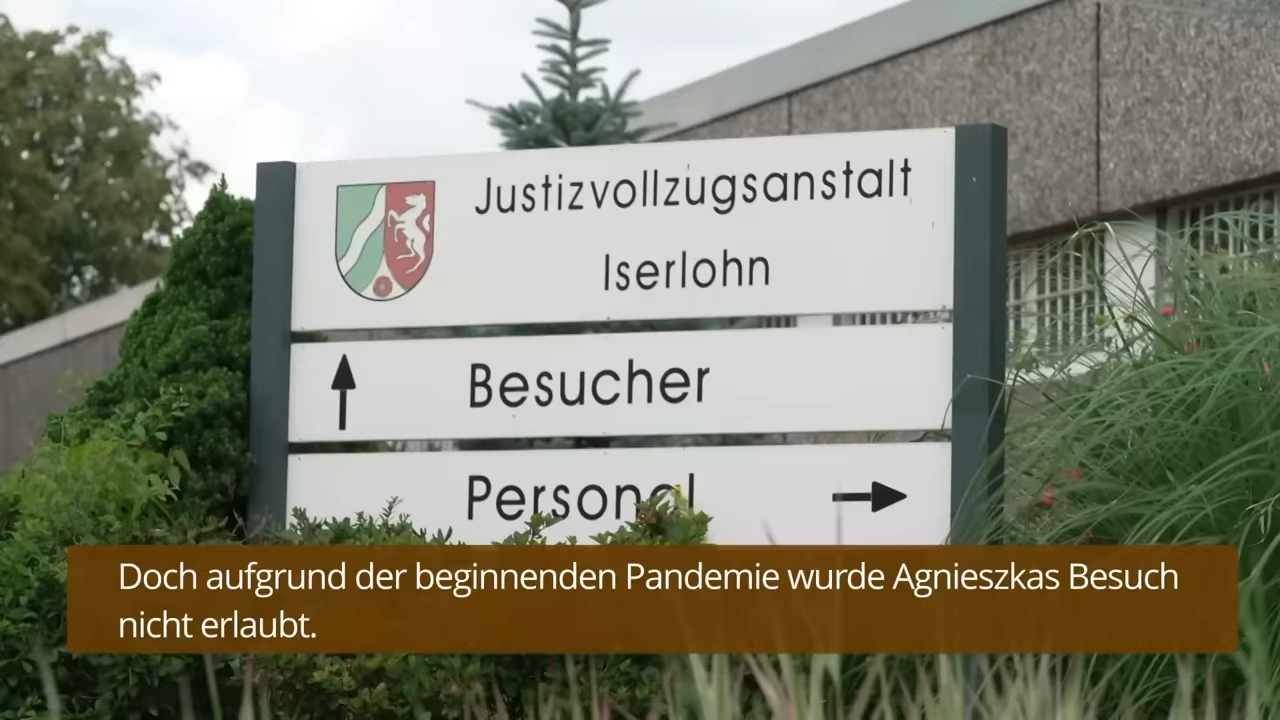 Justizvollzugsanstalt
Iserlohn
Besucher
Personal
Doch aufgrund der beginnenden Pandemie wurde Agnieszkas Besuch
nicht erlaubt.